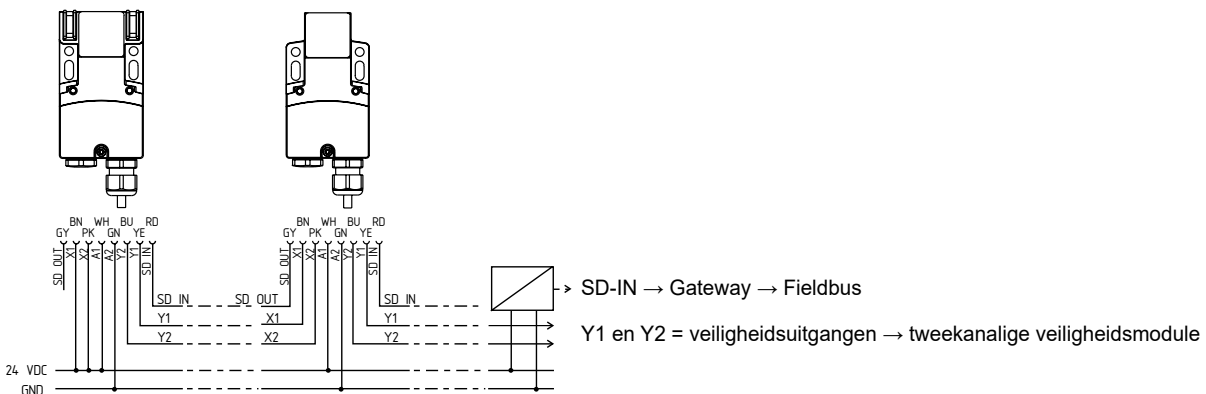 BN WH BU RD
GY PK GN YE
SD OUT X1 X2 A1 A2 Y2 Y1 SD IN
BN WH BU RD
GY PK GN YE
SD OUT X1 X2 A1 A2 Y2 Y1 SD IN
SD IN SD OUT SD IN
Y1 X1 Y1
Y2 X2 Y2
SD-IN → Gateway → Fieldbus
Y1 en Y2 = veiligheidsuitgangen → tweekanalige veiligheidsmodule
24 VDC
GND